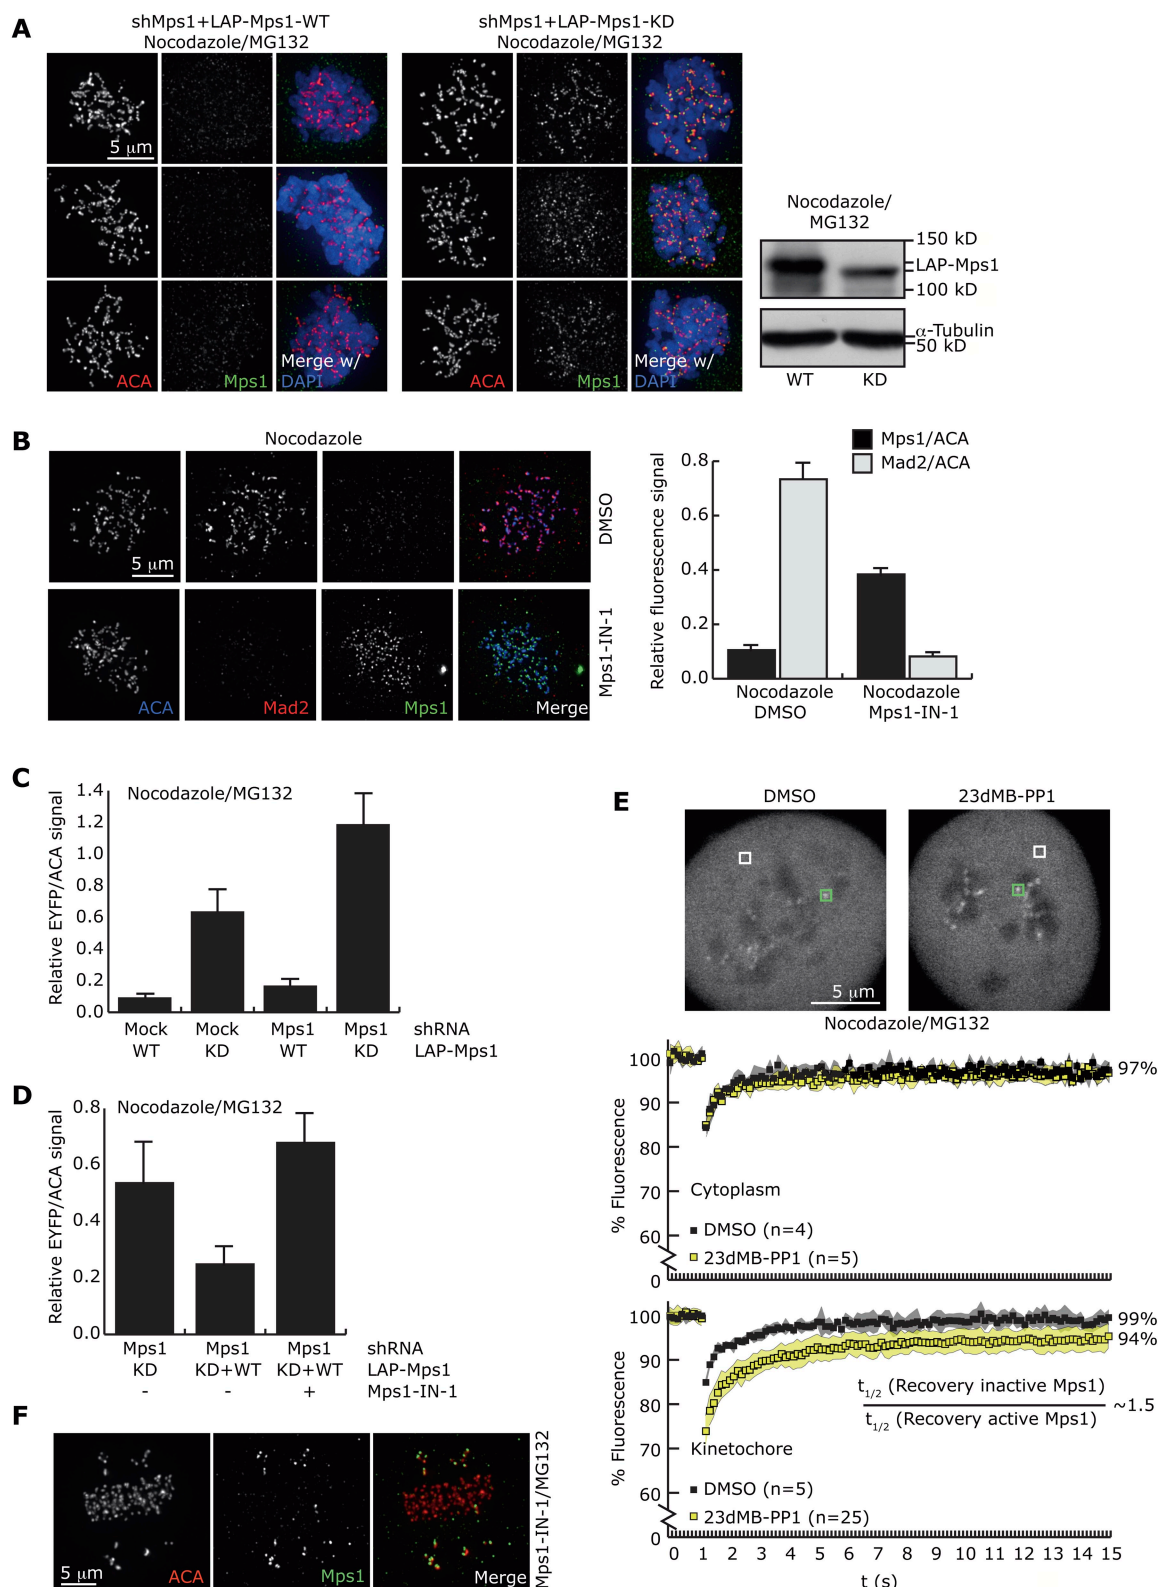 A
shMps1+LAP-Mps1-WT
Nocodazole/MG132
shMps1+LAP-Mps1-KD
Nocodazole/MG132
5 μm
ACA
Mps1
Merge w/
DAPI
ACA
Mps1
Merge w/
DAPI
Nocodazole/
MG132
150 kD
LAP-Mps1
100 kD
α-Tubulin
50 kD
WT
KD
B
Nocodazole
5 μm
DMSO
ACA
Mad2
Mps1
Merge
Mps1-IN-1
Mps1/ACA
Mad2/ACA
Relative fluorescence signal
0.8
0.6
0.4
0.2
0.0
Nocodazole
DMSO
Nocodazole
Mps1-IN-1
C
Nocodazole/MG132
Relative EYFP/ACA signal
1.4
1.2
1.0
0.8
0.6
0.4
0.2
0.0
Mock Mock Mps1 Mps1 shRNA
WT KD WT KD LAP-Mps1
D
Nocodazole/MG132
Relative EYFP/ACA signal
0.8
0.6
0.4
0.2
0.0
Mps1 Mps1 Mps1 shRNA
KD KD+WT KD+WT LAP-Mps1
- - + Mps1-IN-1
E
DMSO
23dMB-PP1
5 μm
Nocodazole/MG132
% Fluorescence
100
90
80
70
60
0
97%
Cytoplasm
DMSO (n=4)
23dMB-PP1 (n=5)
% Fluorescence
100
90
80
70
60
0
99%
94%
t1/2 (Recovery inactive Mps1)
t1/2 (Recovery active Mps1)
~1.5
Kinetochore
DMSO (n=5)
23dMB-PP1 (n=25)
0 1 2 3 4 5 6 7 8 9 10 11 12 13 14 15
t (s)
F
5 μm
ACA
Mps1
Merge
Mps1-IN-1/MG132